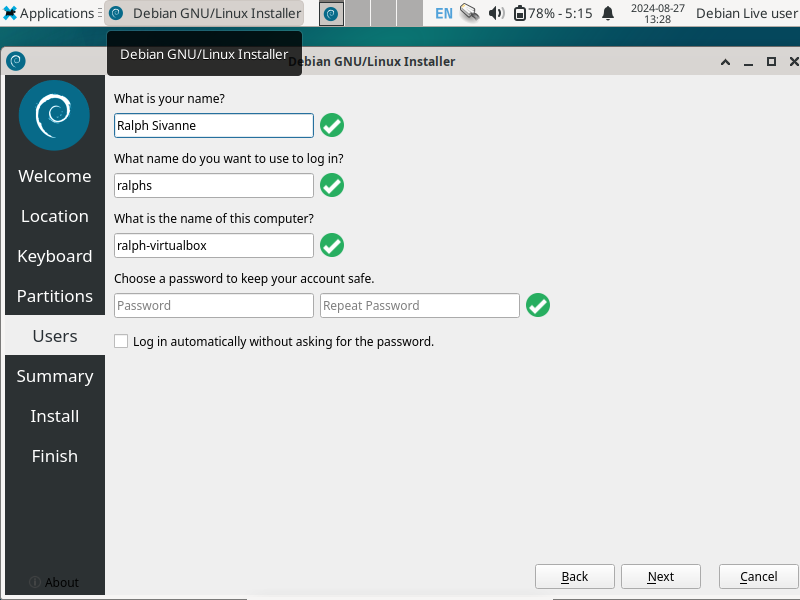 Applications
Debian GNU/Linux Installer
EN
78% - 5:15
2024-08-27
13:28
Debian Live user
Debian GNU/Linux Installer
Debian GNU/Linux Installer
Welcome
Location
Keyboard
Partitions
Users
Summary
Install
Finish
About
What is your name?
Ralph Sivanne
What name do you want to use to log in?
ralphs
What is the name of this computer?
ralph-virtualbox
Choose a password to keep your account safe.
Password Repeat Password
Log in automatically without asking for the password.
Back Next Cancel